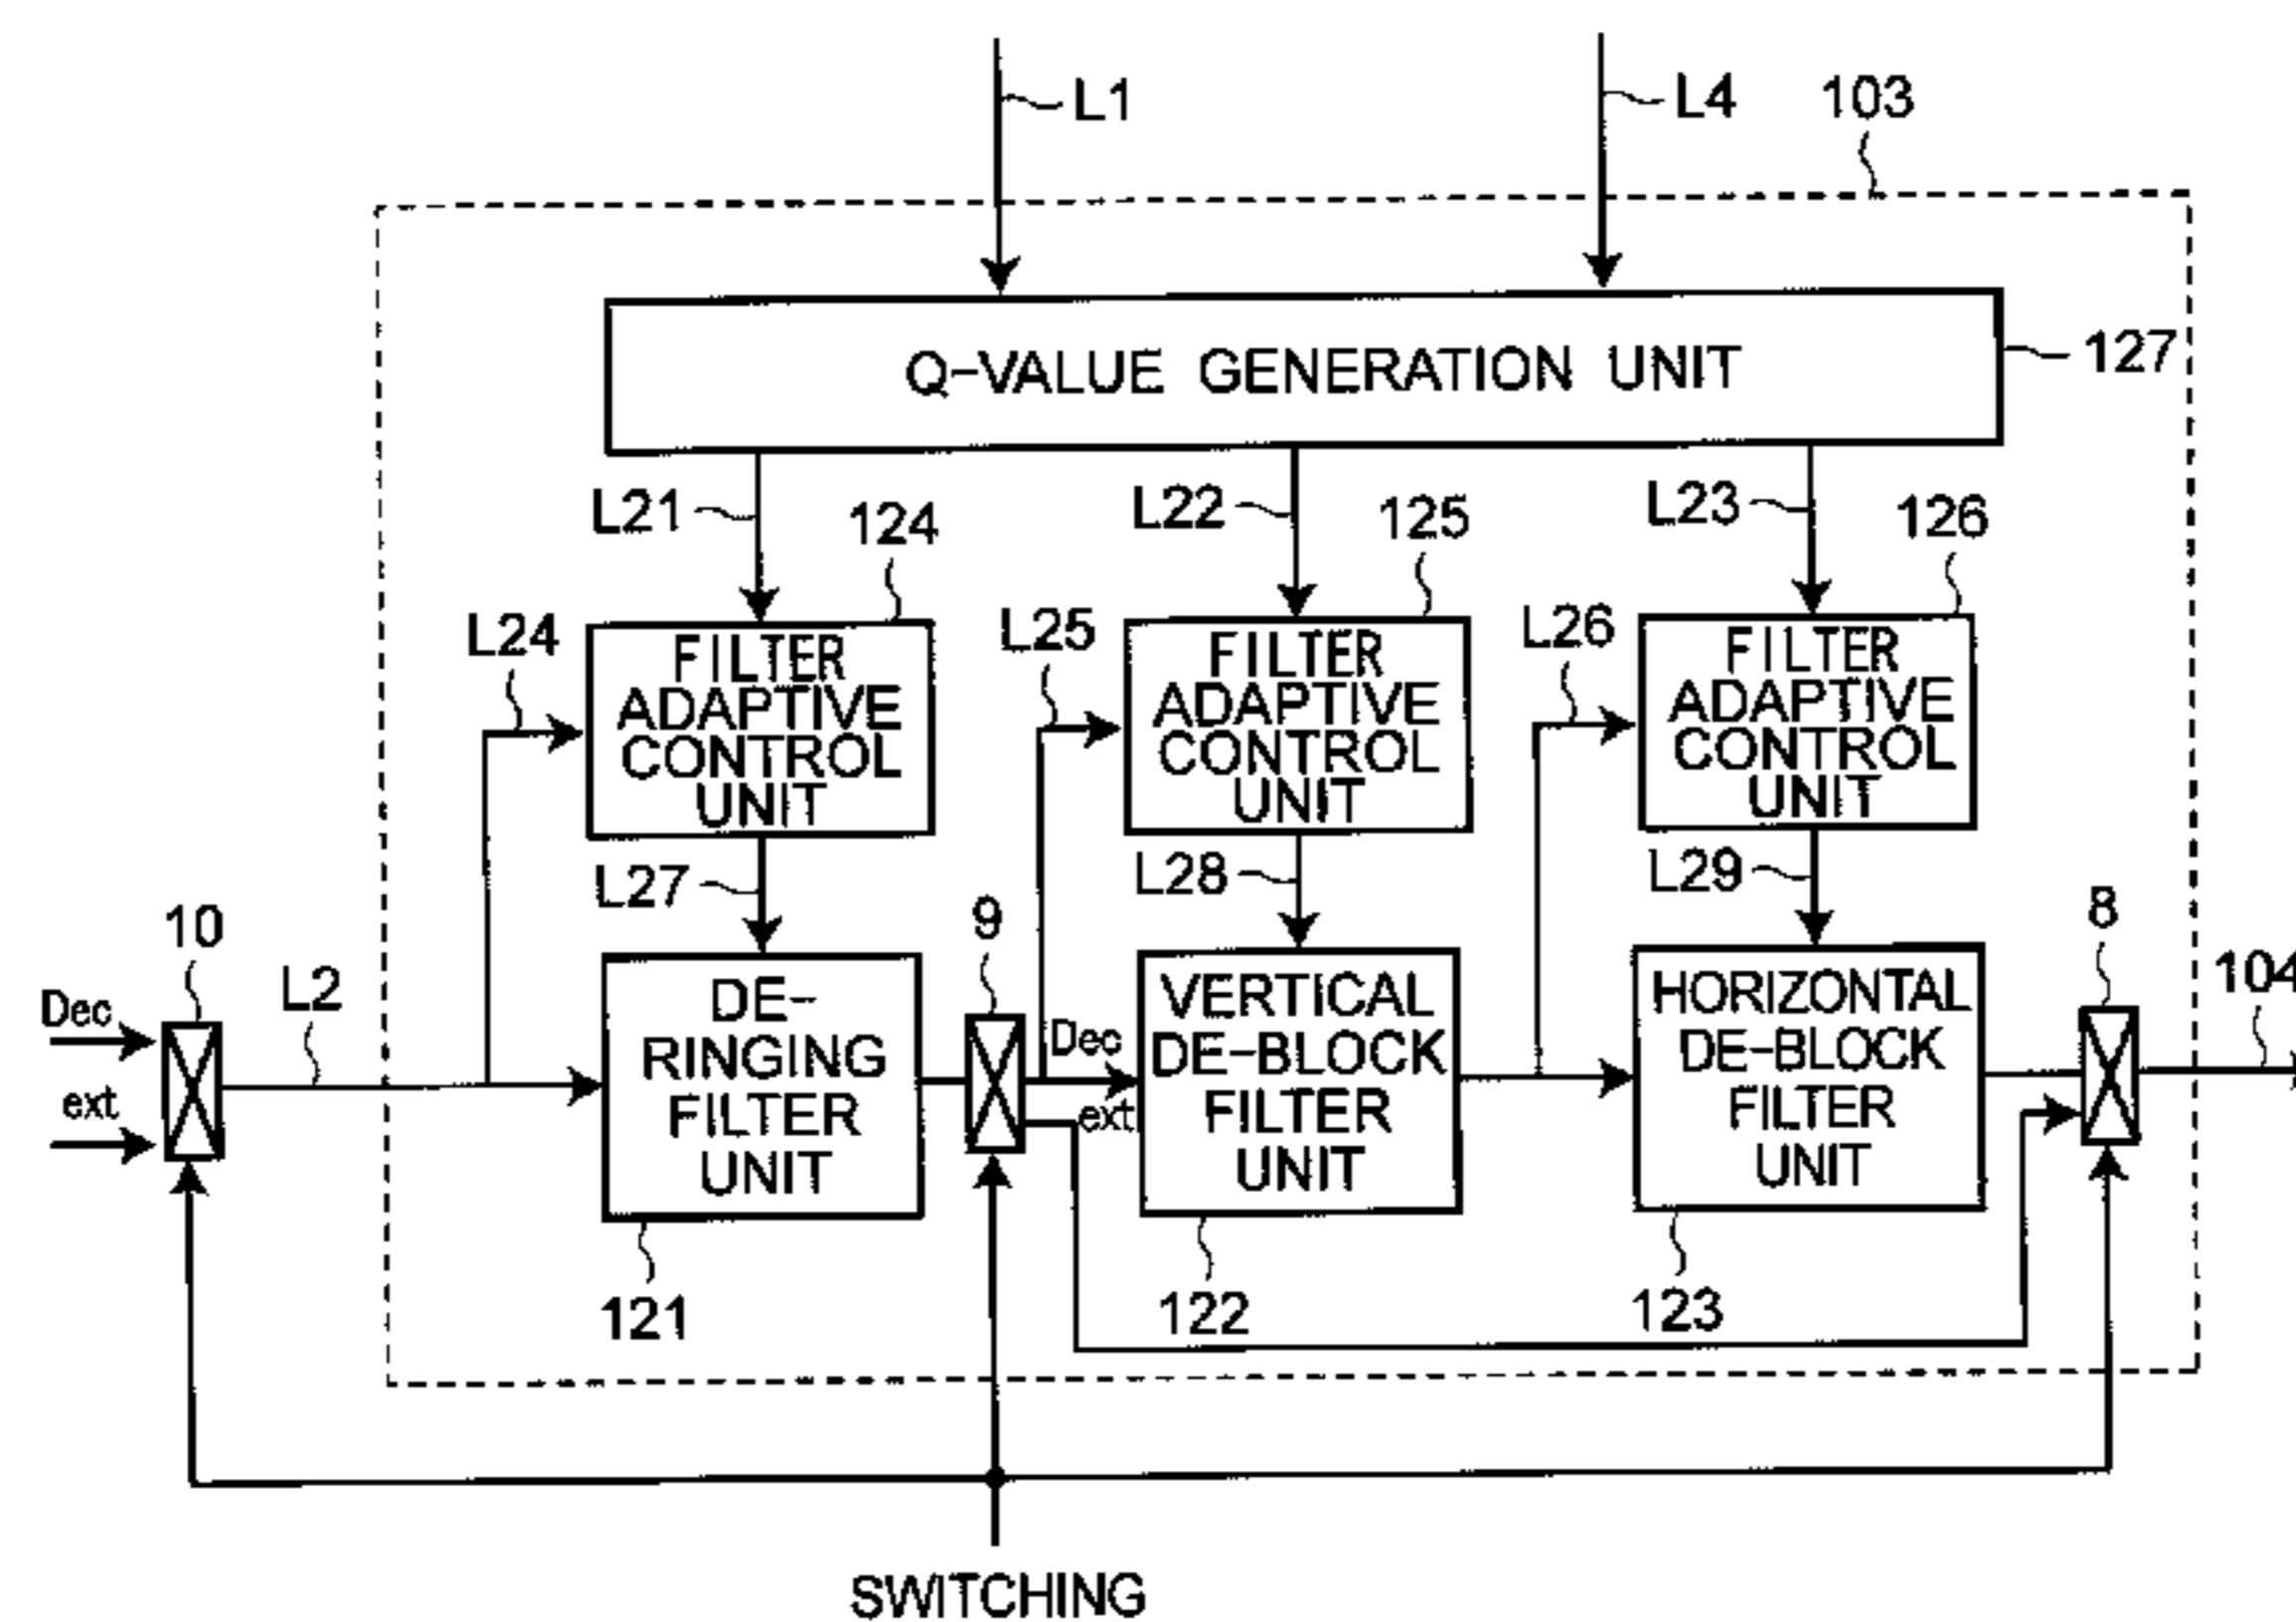 L1
L4
103
Q-VALUE GENERATION UNIT
127
L21
124
L22
125
L23
126
L24
FILTER
ADAPTIVE
CONTROL
UNIT
L25
FILTER
ADAPTIVE
CONTROL
UNIT
L26
FILTER
ADAPTIVE
CONTROL
UNIT
L27
L28
L29
10
9
8
Dec
ext
L2
DE-
RINGING
FILTER
UNIT
Dec
ext
VERTICAL
DE-BLOCK
FILTER
UNIT
HORIZONTAL
DE-BLOCK
FILTER
UNIT
104
121
122
123
SWITCHING